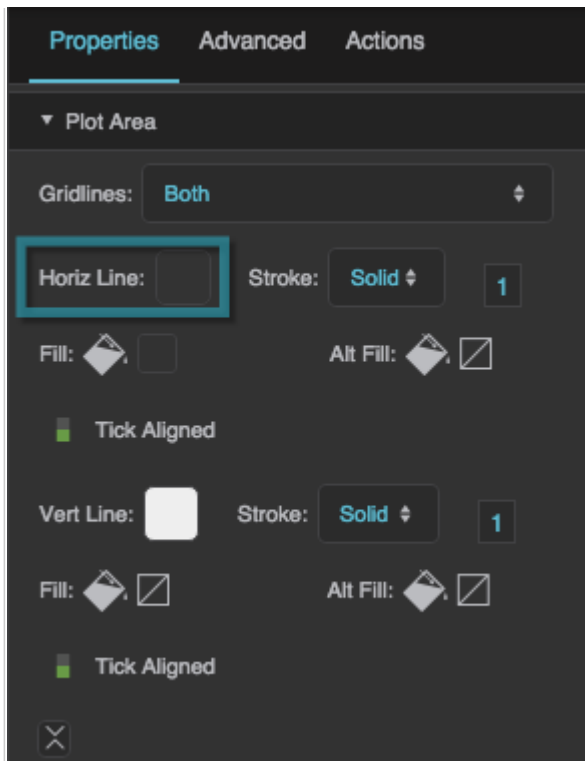 Properties Advanced Actions
Plot Area
Gridlines: Both
Horiz Line: Stroke: Solid 1
Fill: Alt Fill:
Tick Aligned
Vert Line: Stroke: Solid 1
Fill: Alt Fill:
Tick Aligned